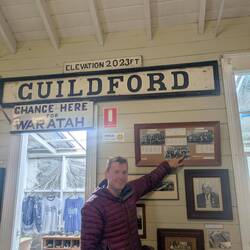 ELEVATION 2023FT
GUILDFORD
CHANGE HERE
FOR
WARATAH